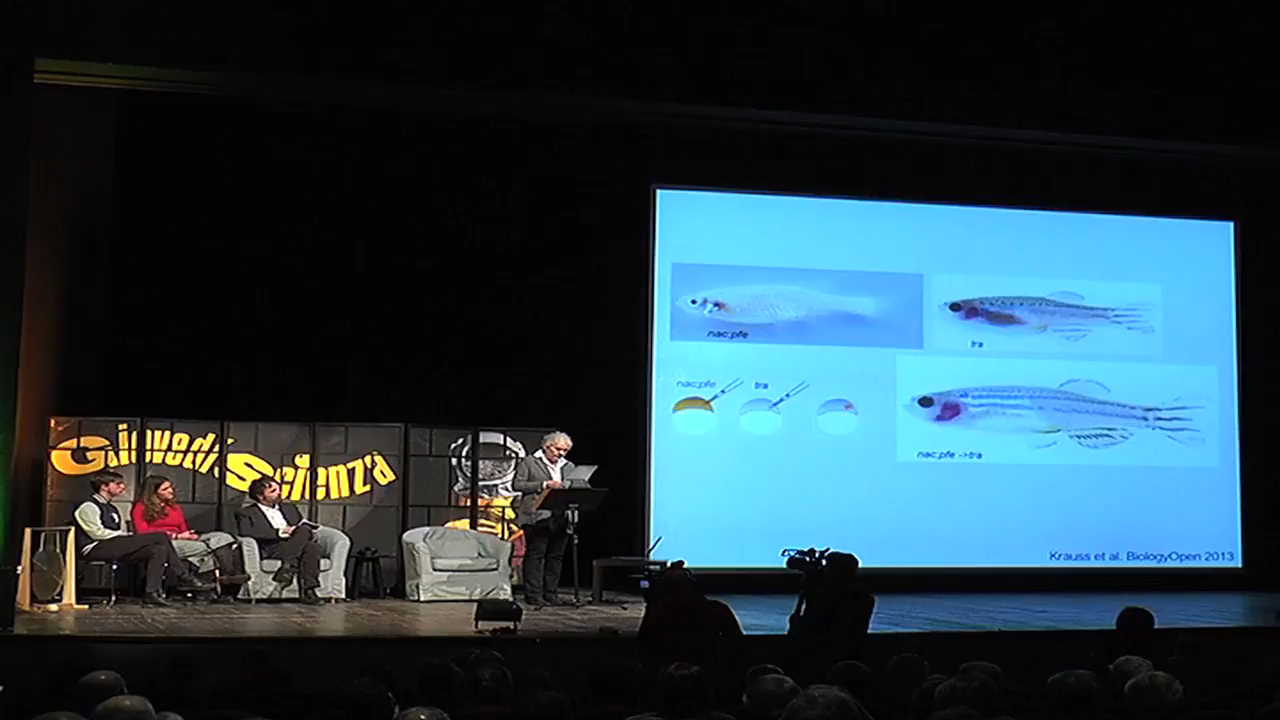 Giovedì Scienza
nac;pfe
tra
nac;pfe
tra
nac;pfe ->tra
Krauss et al. BiologyOpen 2013